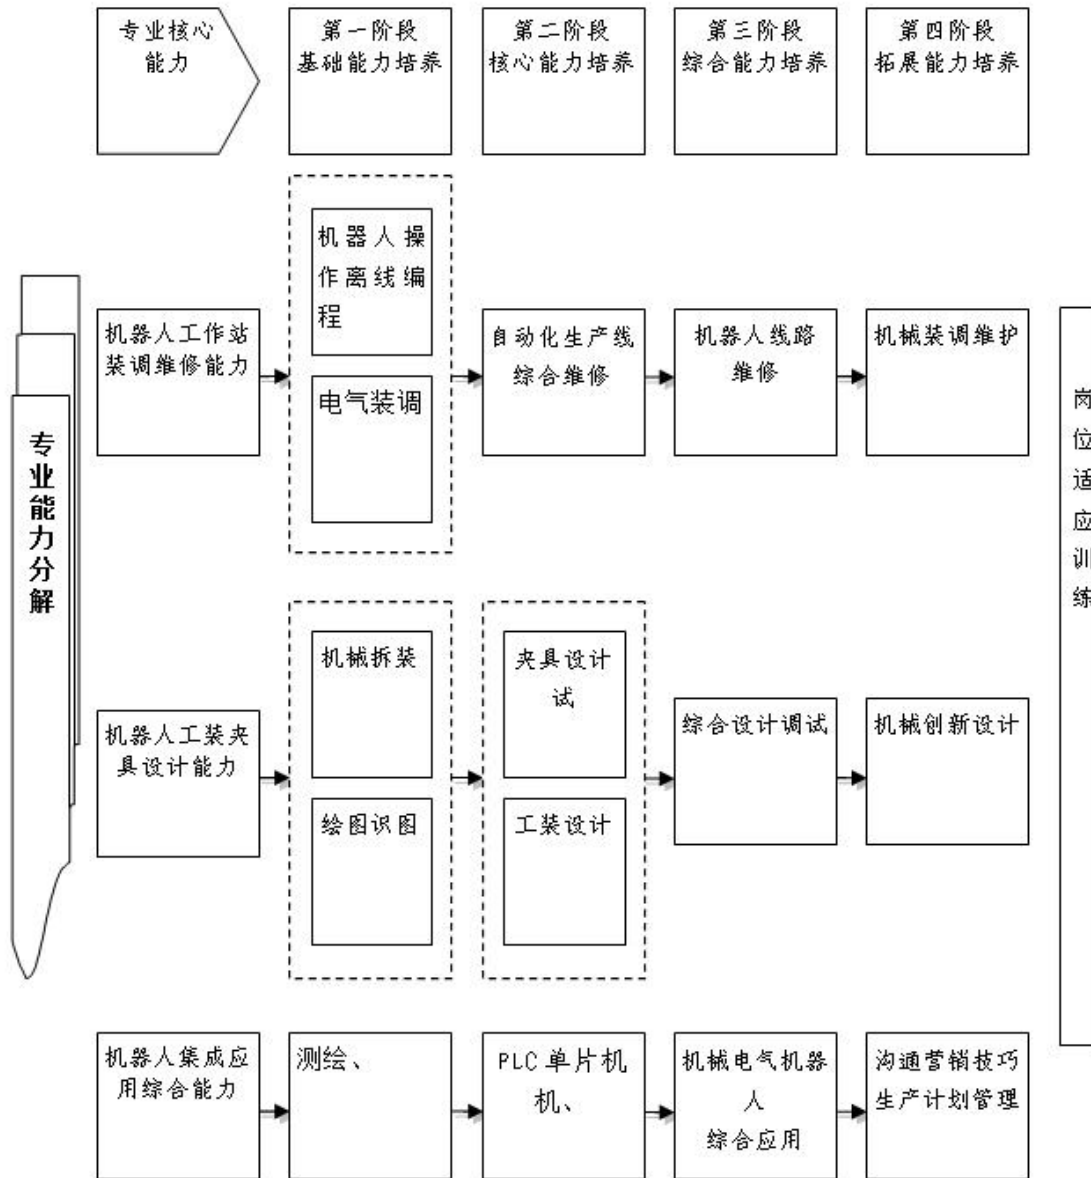 专业核心
能力
第一阶段
基础能力培养
第二阶段
核心能力培养
第三阶段
综合能力培养
第四阶段
拓展能力培养
专业能力分解
机器人工作站
装调维修能力
机器人操
作离线编
程
电气装调
自动化生产线
综合维修
机器人线路
维修
机械装调维护
机器人工装夹
具设计能力
机械拆装
绘图识图
夹具设计
试
工装设计
综合设计调试
机械创新设计
机器人集成应
用综合能力
测绘、
PLC 单片机
机、
机械电气机器
人
综合应用
沟通营销技巧
生产计划管理
岗
位
适
应
训
练